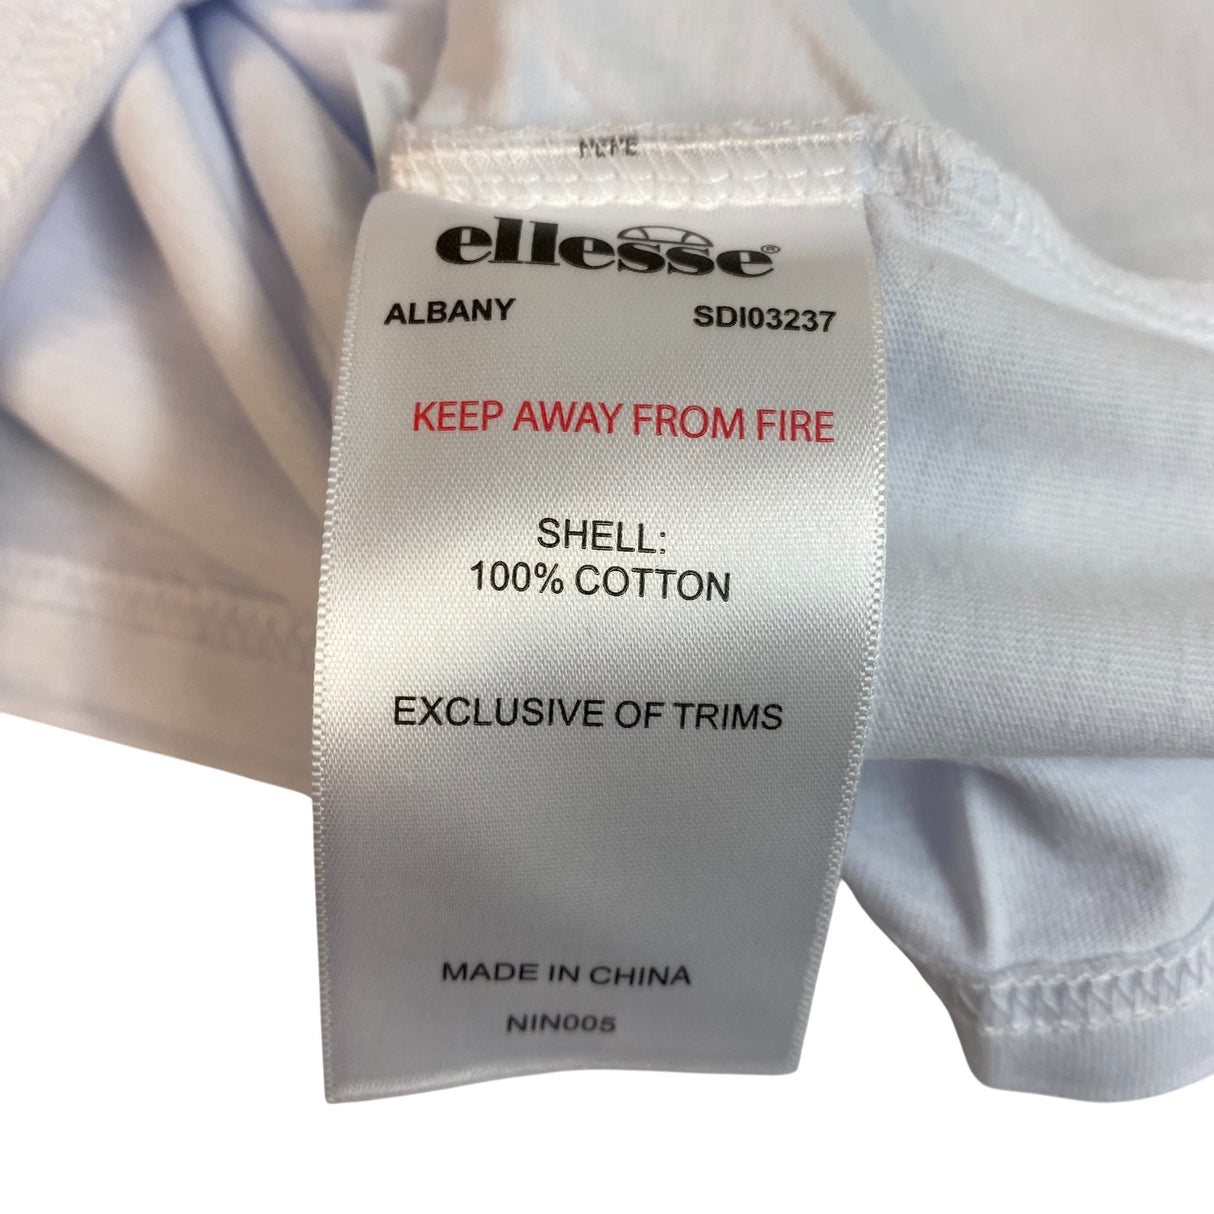 ellesse®
ALBANY SDI03237
KEEP AWAY FROM FIRE
SHELL:
100% COTTON
EXCLUSIVE OF TRIMS
MADE IN CHINA
NIN005